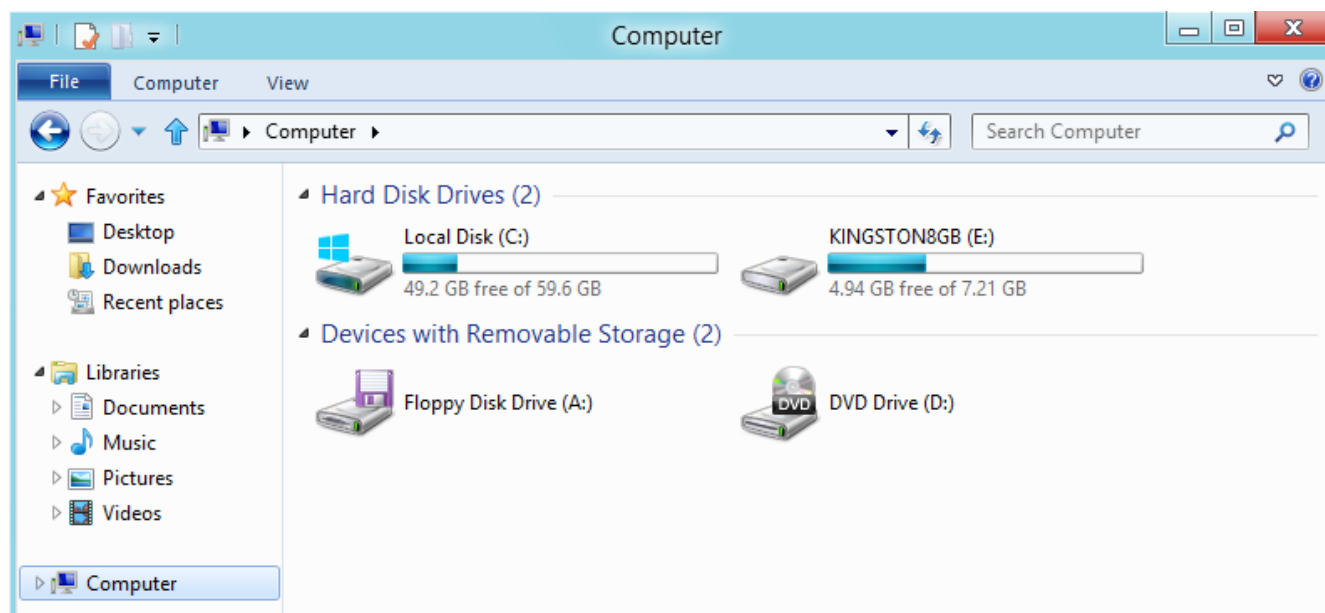 Computer
File Computer View
Computer Search Computer
Favorites
Desktop
Downloads
Recent places
Libraries
Documents
Music
Pictures
Videos
Computer
Hard Disk Drives (2)
Local Disk (C:)
49.2 GB free of 59.6 GB
KINGSTON8GB (E:)
4.94 GB free of 7.21 GB
Devices with Removable Storage (2)
Floppy Disk Drive (A:)
DVD
DVD Drive (D:)